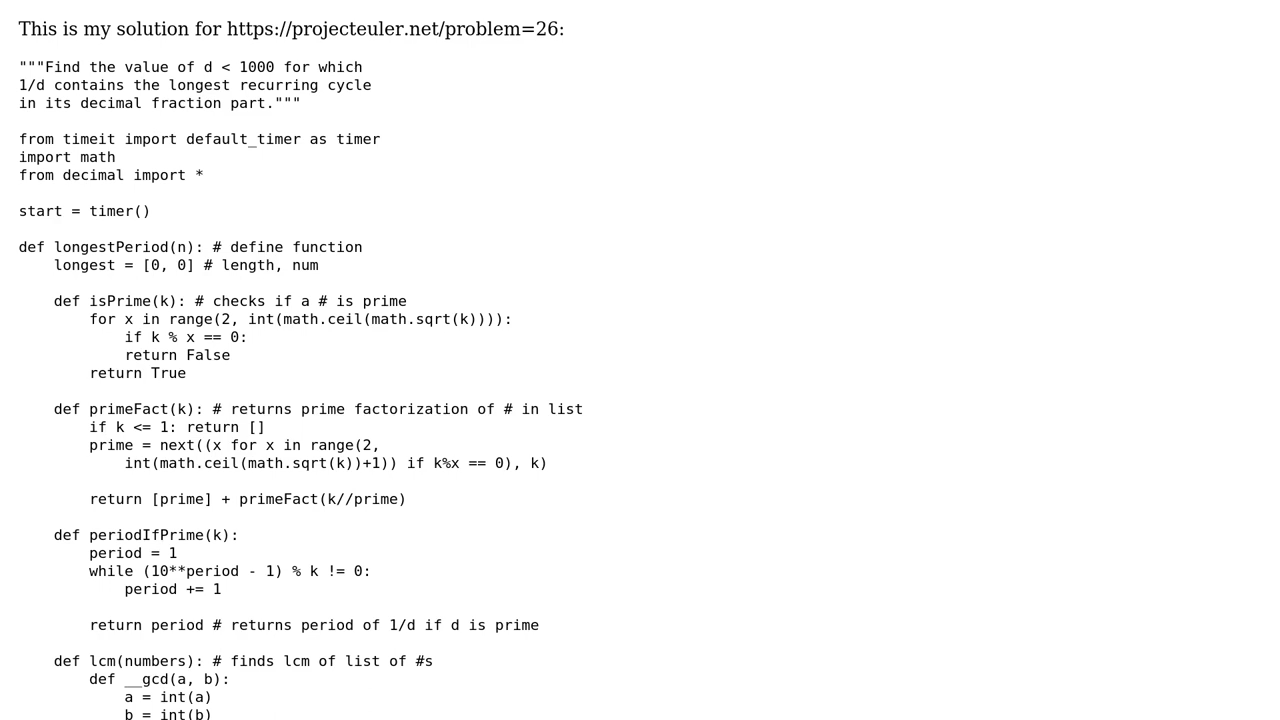 This is my solution for https://projecteuler.net/problem=26:
"""Find the value of d < 1000 for which
1/d contains the longest recurring cycle
in its decimal fraction part."""
from timeit import default_timer as timer
import math
from decimal import *
start = timer()
def longestPeriod(n): # define function
    longest = [0, 0] # length, num
    def isPrime(k): # checks if a # is prime
        for x in range(2, int(math.ceil(math.sqrt(k)))):
            if k % x == 0:
            return False
        return True
    def primeFact(k): # returns prime factorization of # in list
        if k <= 1: return []
        prime = next((x for x in range(2,
            int(math.ceil(math.sqrt(k))+1)) if k%x == 0), k)
        return [prime] + primeFact(k//prime)
    def periodIfPrime(k):
        period = 1
        while (10**period - 1) % k != 0:
            period += 1
        return period # returns period of 1/d if d is prime
    def lcm(numbers): # finds lcm of list of #s
        def __gcd(a, b):
            a = int(a)
            b = int(b)